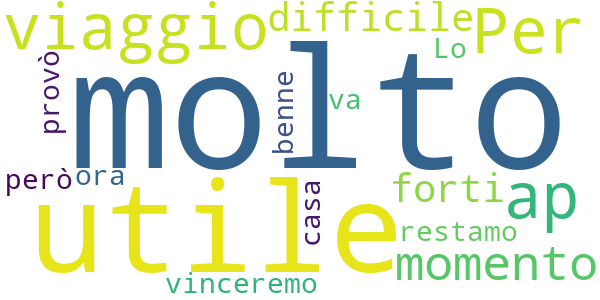 viaggio difficile Per
provò molto benne va Lo
però ora
utile casa forti ap
restamo
vinceremo momento